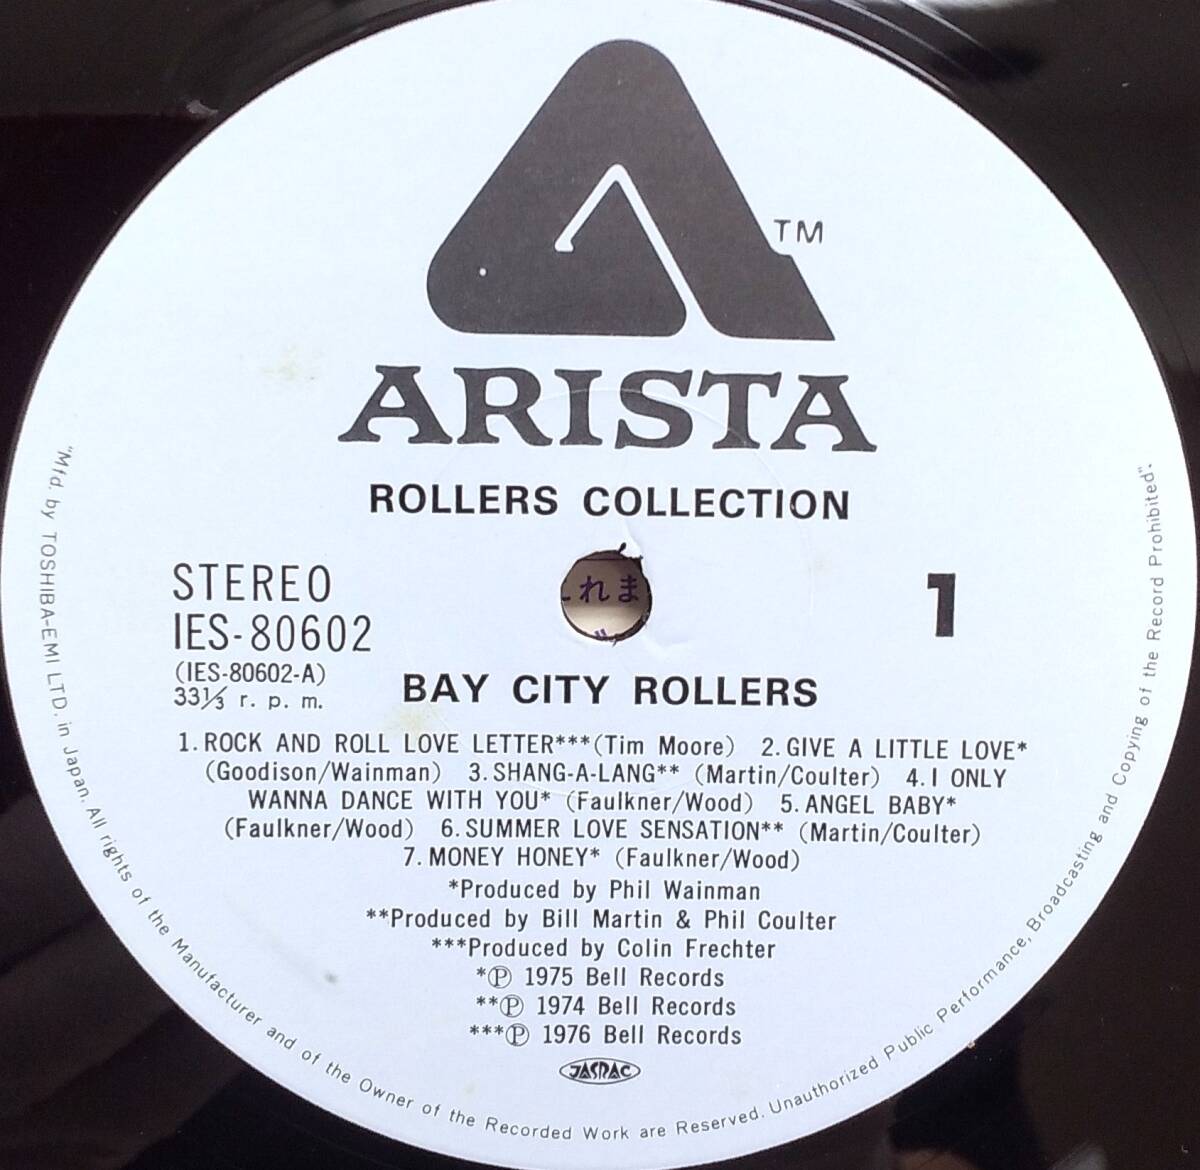 TM
ARISTA
ROLLERS COLLECTION
STEREO
IES-80602
(IES-80602-A)
33⅓ r. p. m.
1
れま
BAY CITY ROLLERS
1. ROCK AND ROLL LOVE LETTER***(Tim Moore) 2. GIVE A LITTLE LOVE*
(Goodison/Wainman) 3. SHANG-A-LANG** (Martin/Coulter) 4. I ONLY
WANNA DANCE WITH YOU* (Faulkner/Wood) 5. ANGEL BABY*
(Faulkner/Wood) 6. SUMMER LOVE SENSATION** (Martin/Coulter)
7. MONEY HONEY* (Faulkner/Wood)
*Produced by Phil Wainman
**Produced by Bill Martin & Phil Coulter
***Produced by Colin Frechter
*Ⓟ 1975 Bell Records
**Ⓟ 1974 Bell Records
***Ⓟ 1976 Bell Records
JASRAC
"Mfd. by TOSHIBA-EMI LTD. in Japan. All rights of the Manufacturer and of the Owner of the Recorded Work are Reserved. Unauthorized Public Performance, Broadcasting and Copying of the Record Prohibited".